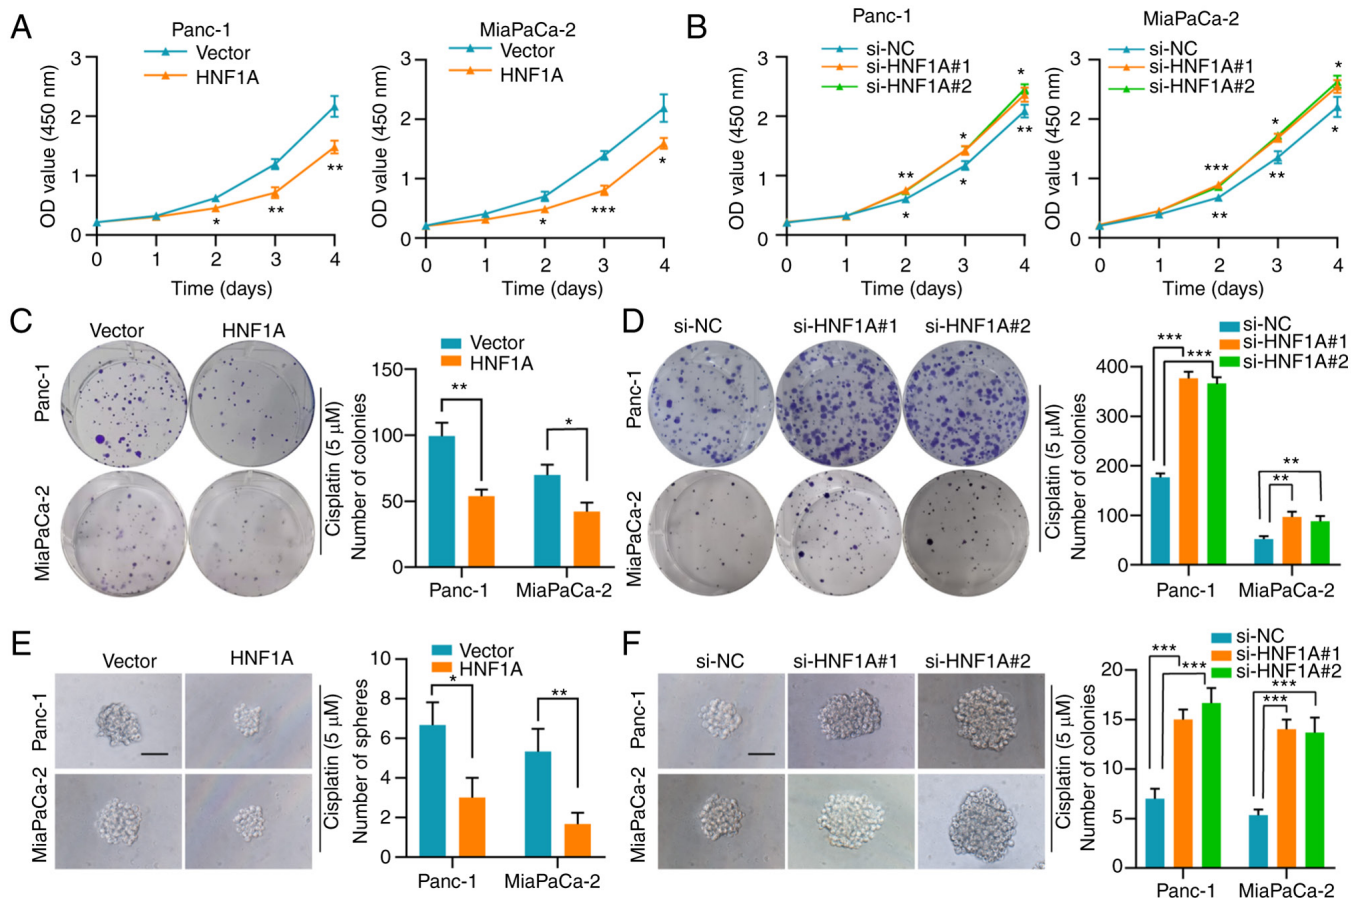 A
Panc-1
Vector
HNF1A
OD value (450 nm)
3
2
1
0
*
**
**
0 1 2 3 4
Time (days)
MiaPaCa-2
Vector
HNF1A
OD value (450 nm)
3
2
1
0
*
***
*
0 1 2 3 4
Time (days)
B
Panc-1
si-NC
si-HNF1A#1
si-HNF1A#2
OD value (450 nm)
3
2
1
0
**
*
*
*
*
**
0 1 2 3 4
Time (days)
MiaPaCa-2
si-NC
si-HNF1A#1
si-HNF1A#2
OD value (450 nm)
3
2
1
0
***
*
*
**
**
*
0 1 2 3 4
Time (days)
C
Vector HNF1A
Panc-1
MiaPaCa-2
Cisplatin (5 µM)
Number of colonies
Vector
HNF1A
150
100
50
0
**
*
Panc-1 MiaPaCa-2
D
si-NC si-HNF1A#1 si-HNF1A#2
Panc-1
MiaPaCa-2
Cisplatin (5 µM)
Number of colonies
si-NC
si-HNF1A#1
si-HNF1A#2
400
300
200
100
0
***
***
**
**
Panc-1 MiaPaCa-2
E
Vector HNF1A
Panc-1
MiaPaCa-2
Cisplatin (5 µM)
Number of spheres
Vector
HNF1A
10
8
6
4
2
0
*
**
Panc-1 MiaPaCa-2
F
si-NC si-HNF1A#1 si-HNF1A#2
Panc-1
MiaPaCa-2
Cisplatin (5 µM)
Number of colonies
si-NC
si-HNF1A#1
si-HNF1A#2
20
15
10
5
0
***
***
***
***
Panc-1 MiaPaCa-2